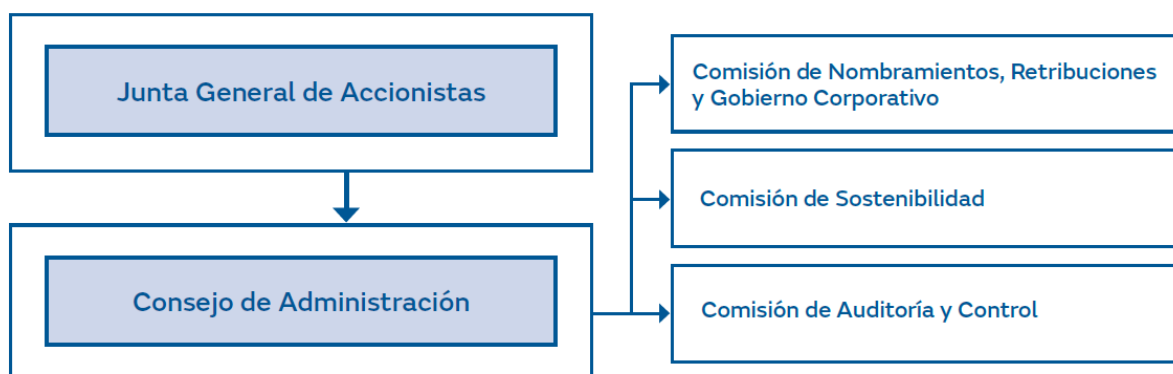 Junta General de Accionistas
Consejo de Administración
Comisión de Nombramientos, Retribuciones
y Gobierno Corporativo
Comisión de Sostenibilidad
Comisión de Auditoría y Control